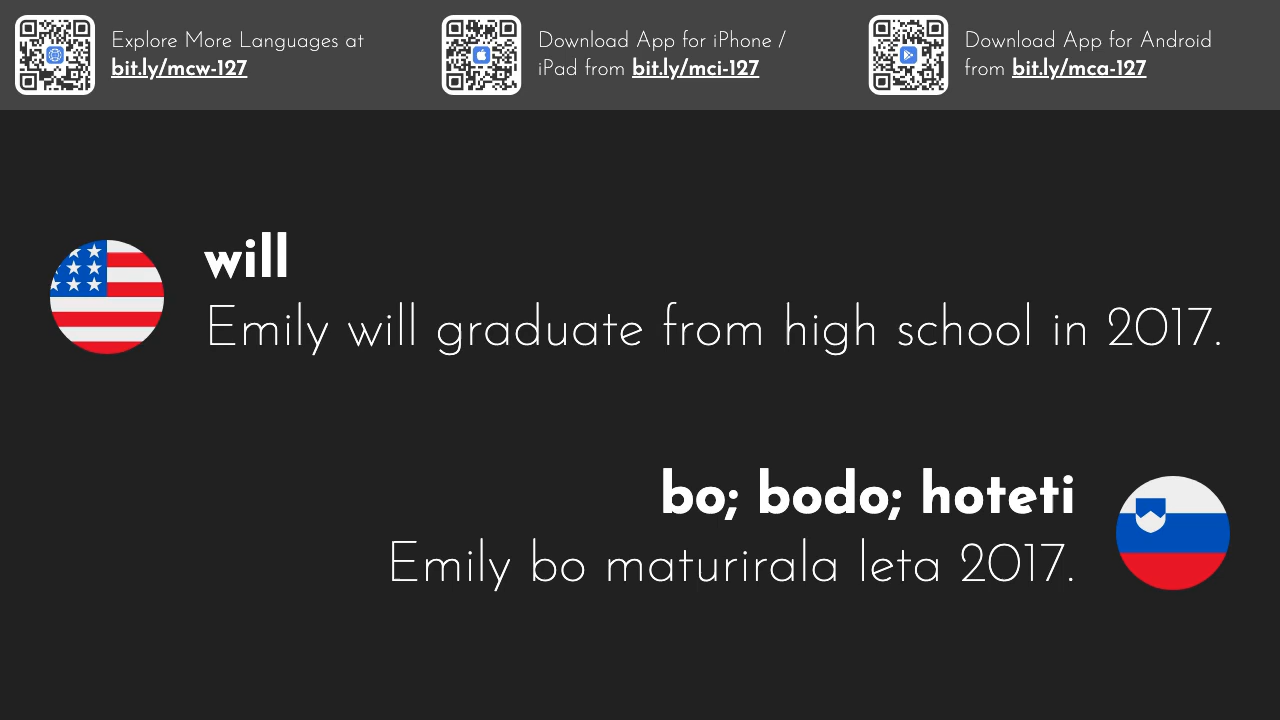 Explore More Languages at
bit.ly/mcw-127
Download App for iPhone /
iPad from bit.ly/mci-127
Download App for Android
from bit.ly/mca-127
will
Emily will graduate from high school in 2017.
bo; bodo; hoteti
Emily bo maturirala leta 2017.